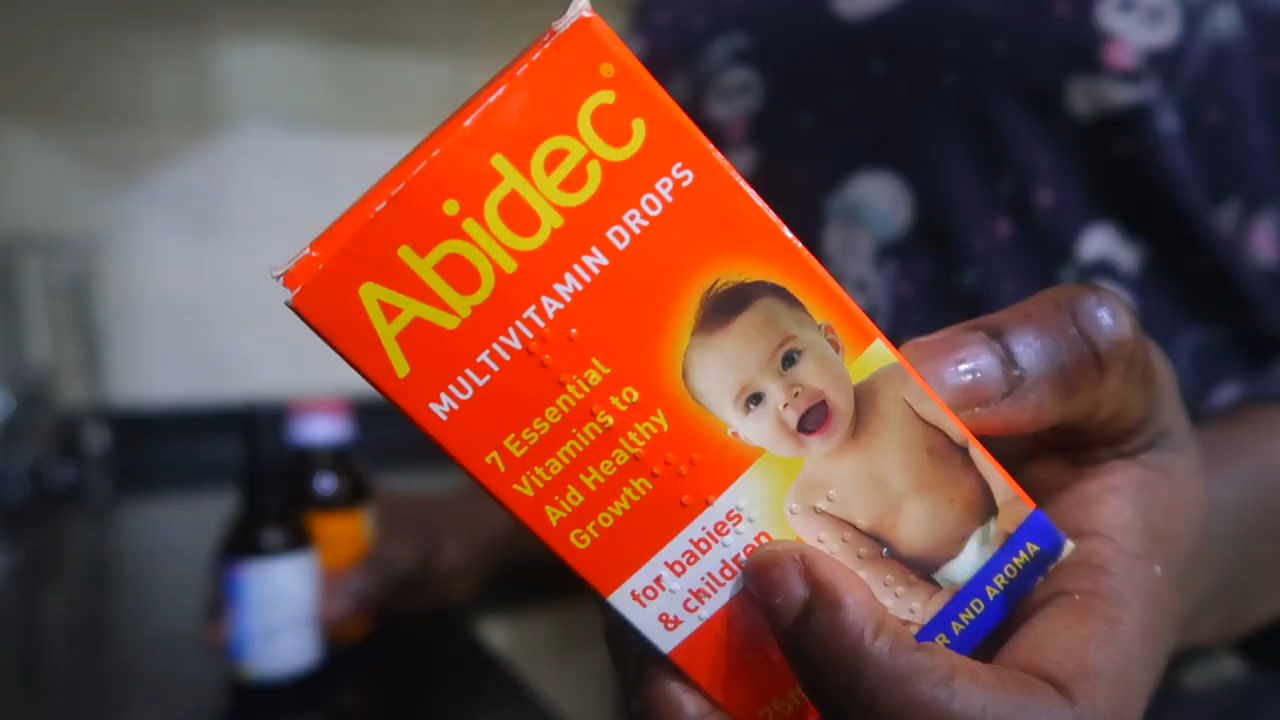 Abidec®
MULTIVITAMIN DROPS
7 Essential
Vitamins to
Aid Healthy
Growth
for babies
& children
AND AROMA